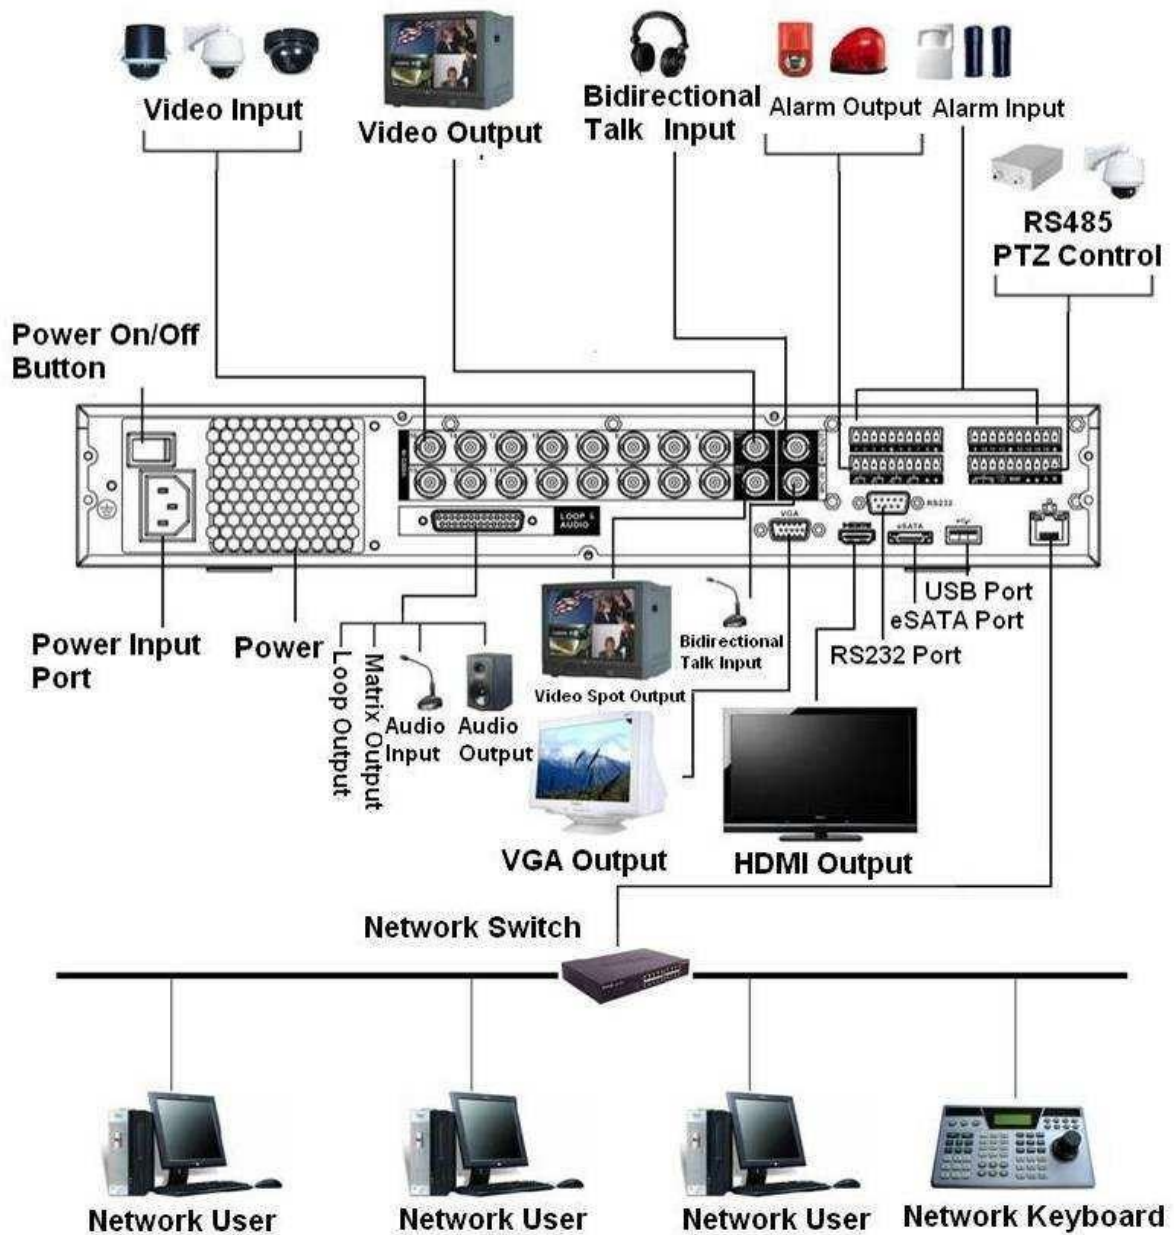 Video Input
Video Output
Bidirectional
Talk Input
Alarm Output
Alarm Input
RS485
PTZ Control
Power On/Off
Button
LOOP &
AUDIO
VGA
HDMI
RS232
eSATA
Power Input
Port
Power
Loop Output
Matrix Output
Audio
Input
Audio
Output
Video Spot Output
Bidirectional
Talk Input
USB Port
eSATA Port
RS232 Port
VGA Output
HDMI Output
Network Switch
Network User
Network User
Network User
Network Keyboard